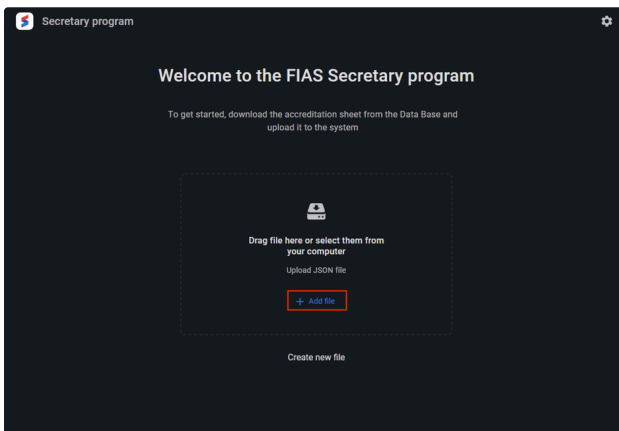 Secretary program
Welcome to the FIAS Secretary program
To get started, download the accreditation sheet from the Data Base and
upload it to the system
Drag file here or select them from
your computer
Upload JSON file
+ Add file
Create new file